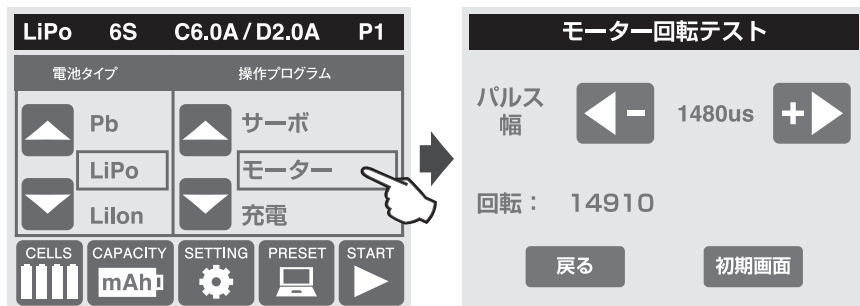 LiPo 6S C6.0A / D2.0A P1
電池タイプ 操作プログラム
Pb サーボ
LiPo モーター
LiIon 充電
CELLS CAPACITY SETTING PRESET START
mAh
モーター回転テスト
パルス
幅
- 1480us +
回転： 14910
戻る 初期画面